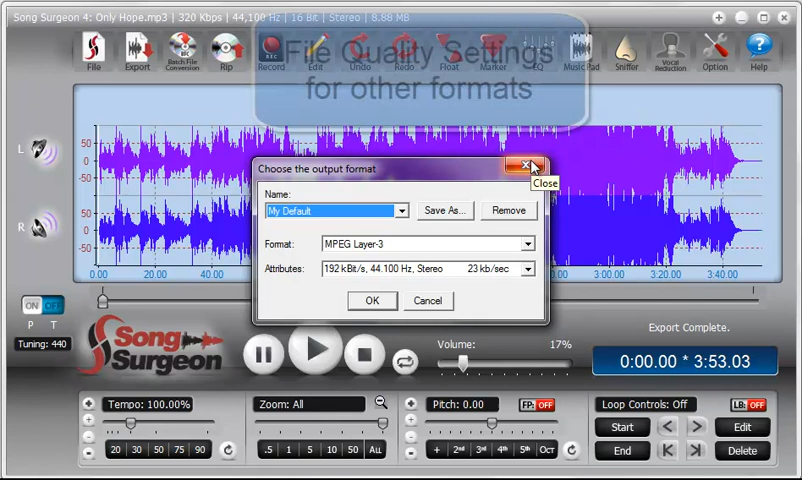 Song Surgeon 4: Only Hope.mp3 | 320 Kbps | 44,100 Hz, | 16 Bit | Stereo | 8.88 MB
File Quality Settings
for other formats
File Export Batch File Conversion Rip Record Edit Undo Redo Float Marker EQ Music Pad Sniffer Vocal Reduction Option Help
L
50
0
-50
R
50
0
-50
Choose the output format
Close
Name:
My Default
Save As...
Remove
Format:
MPEG Layer-3
Attributes:
192 kBit/s, 44.100 Hz, Stereo 23 kb/sec
OK
Cancel
0.00 20.00 40.00 3:00.00 3:20.00 3:40.00
ON OFF
P T
Tuning: 440
Song
Surgeon
Volume: 17%
Export Complete.
0:00.00 * 3:53.03
Tempo: 100.00%
20 30 50 75 90
Zoom: All
.5 1 5 10 50 ALL
Pitch: 0.00
FP: OFF
+ 2nd 3rd 4th 5th Oct
Loop Controls: Off
LB: OFF
Start
Edit
End
Delete